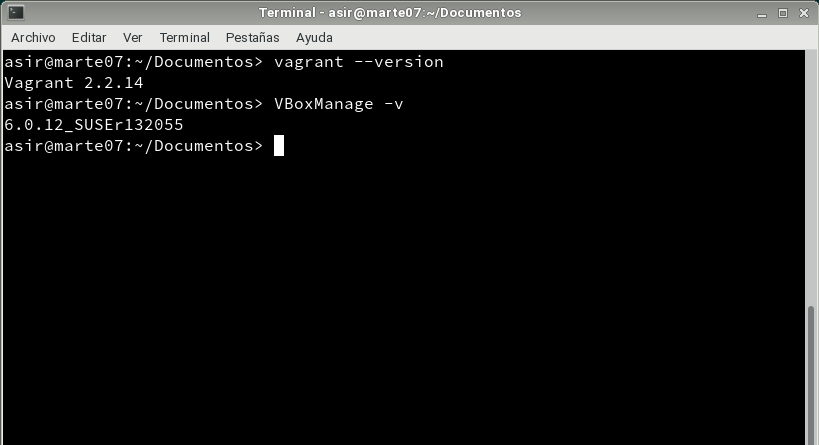 Terminal - asir@marte07:~/Documentos
Archivo Editar Ver Terminal Pestañas Ayuda
asir@marte07:~/Documentos> vagrant --version
Vagrant 2.2.14
asir@marte07:~/Documentos> VBoxManage -v
6.0.12_SUSEr132055
asir@marte07:~/Documentos>